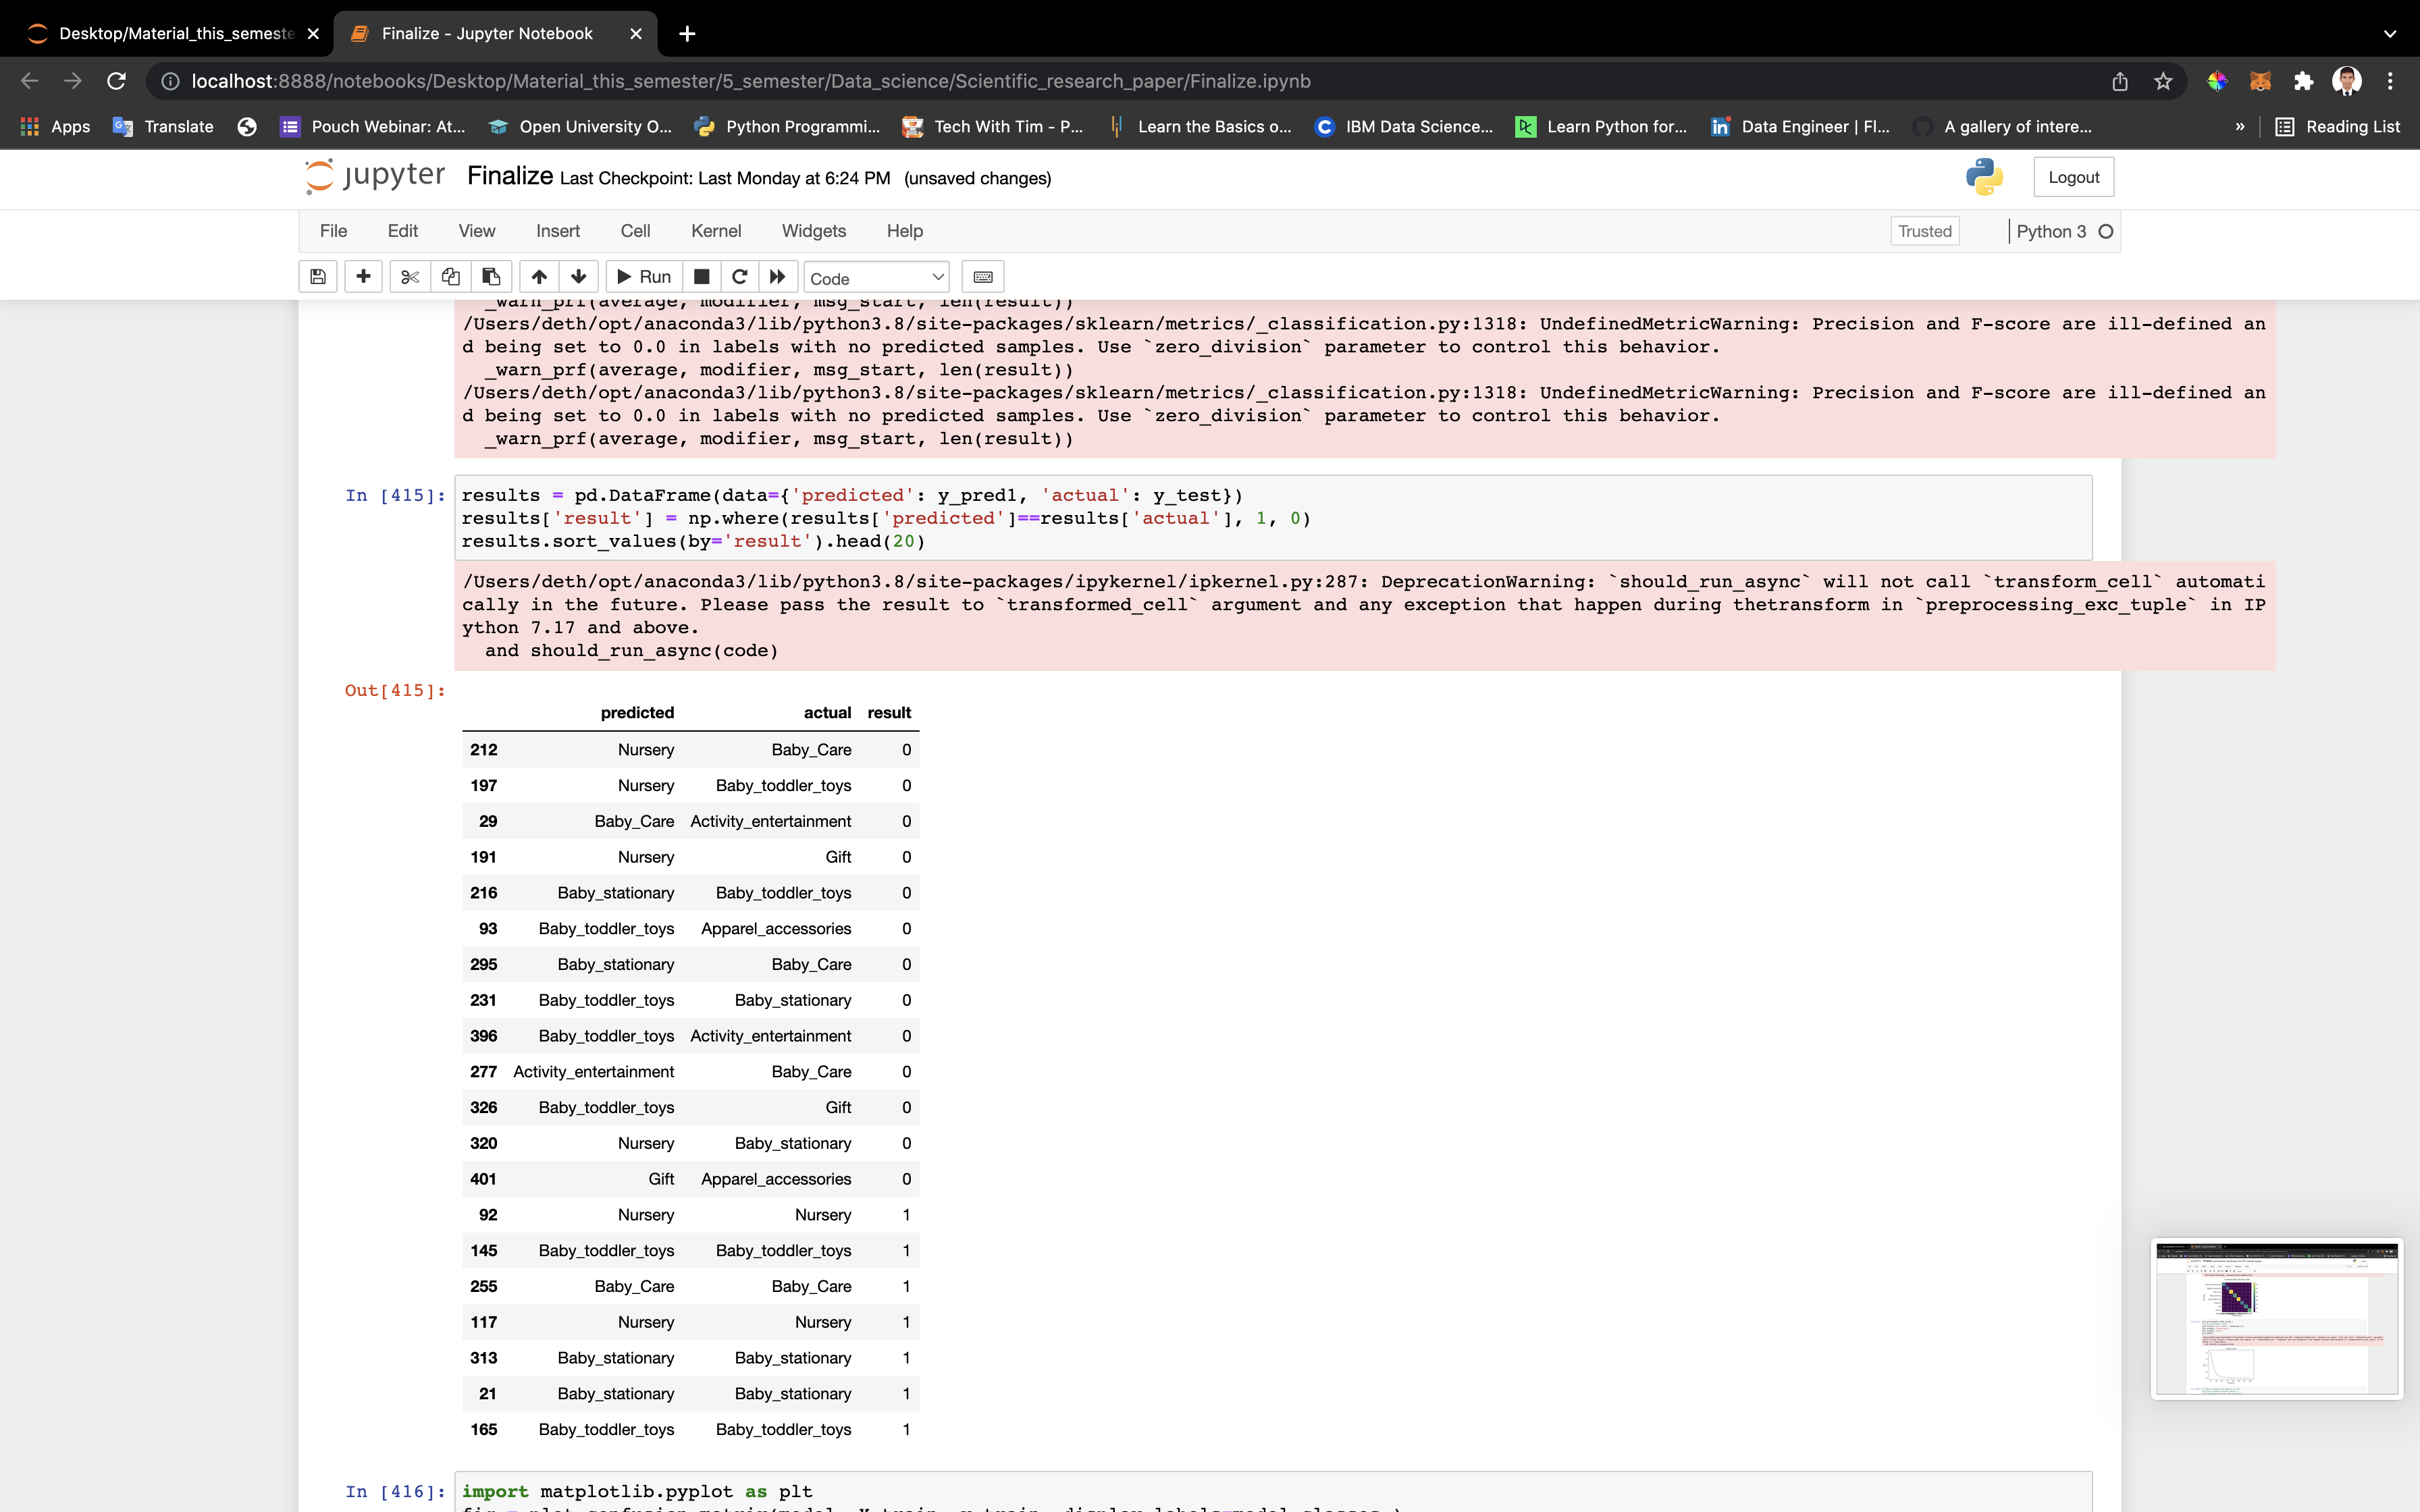 Desktop/Material_this_semeste
Finalize - Jupyter Notebook
localhost:8888/notebooks/Desktop/Material_this_semester/5_semester/Data_science/Scientific_research_paper/Finalize.ipynb
Apps
Translate
Pouch Webinar: At...
Open University O...
Python Programmi...
Tech With Tim - P...
Learn the Basics o...
IBM Data Science...
Learn Python for...
Data Engineer | Fl...
A gallery of intere...
»
Reading List
jupyter
Finalize Last Checkpoint: Last Monday at 6:24 PM (unsaved changes)
Logout
File Edit View Insert Cell Kernel Widgets Help
Trusted
Python 3
Run
Code
_warn_prf(average, modifier, msg_start, len(result))
/Users/deth/opt/anaconda3/lib/python3.8/site-packages/sklearn/metrics/_classification.py:1318: UndefinedMetricWarning: Precision and F-score are ill-defined an
d being set to 0.0 in labels with no predicted samples. Use `zero_division` parameter to control this behavior.
_warn_prf(average, modifier, msg_start, len(result))
/Users/deth/opt/anaconda3/lib/python3.8/site-packages/sklearn/metrics/_classification.py:1318: UndefinedMetricWarning: Precision and F-score are ill-defined an
d being set to 0.0 in labels with no predicted samples. Use `zero_division` parameter to control this behavior.
_warn_prf(average, modifier, msg_start, len(result))
In [415]: results = pd.DataFrame(data={'predicted': y_pred1, 'actual': y_test})
results['result'] = np.where(results['predicted']==results['actual'], 1, 0)
results.sort_values(by='result').head(20)
/Users/deth/opt/anaconda3/lib/python3.8/site-packages/ipykernel/ipkernel.py:287: DeprecationWarning: `should_run_async` will not call `transform_cell` automati
cally in the future. Please pass the result to `transformed_cell` argument and any exception that happen during thetransform in `preprocessing_exc_tuple` in IP
ython 7.17 and above.
and should_run_async(code)
Out[415]:
predicted actual result
212 Nursery Baby_Care 0
197 Nursery Baby_toddler_toys 0
29 Baby_Care Activity_entertainment 0
191 Nursery Gift 0
216 Baby_stationary Baby_toddler_toys 0
93 Baby_toddler_toys Apparel_accessories 0
295 Baby_stationary Baby_Care 0
231 Baby_toddler_toys Baby_stationary 0
396 Baby_toddler_toys Activity_entertainment 0
277 Activity_entertainment Baby_Care 0
326 Baby_toddler_toys Gift 0
320 Nursery Baby_stationary 0
401 Gift Apparel_accessories 0
92 Nursery Nursery 1
145 Baby_toddler_toys Baby_toddler_toys 1
255 Baby_Care Baby_Care 1
117 Nursery Nursery 1
313 Baby_stationary Baby_stationary 1
21 Baby_stationary Baby_stationary 1
165 Baby_toddler_toys Baby_toddler_toys 1
In [416]: import matplotlib.pyplot as plt